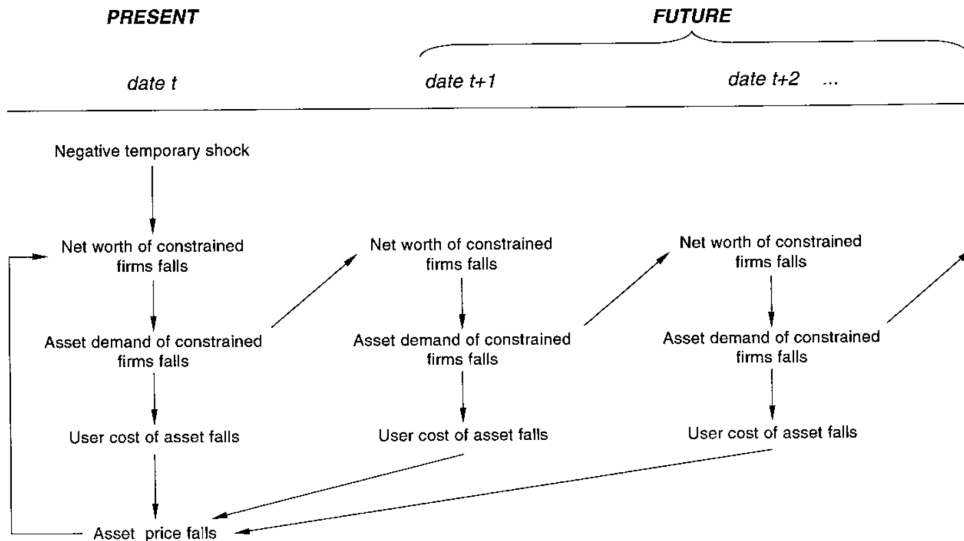 PRESENT
FUTURE
date t
date t+1
date t+2 ...
Negative temporary shock
Net worth of constrained
firms falls
Net worth of constrained
firms falls
Net worth of constrained
firms falls
Asset demand of constrained
firms falls
Asset demand of constrained
firms falls
Asset demand of constrained
firms falls
User cost of asset falls
User cost of asset falls
User cost of asset falls
Asset price falls